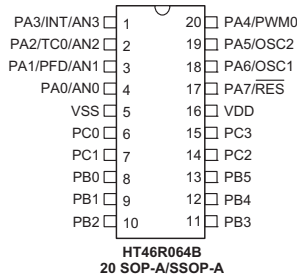 PA3/INT/AN3 1 20 PA4/PWM0
PA2/TC0/AN2 2 19 PA5/OSC2
PA1/PFD/AN1 3 18 PA6/OSC1
PA0/AN0 4 17 PA7/RES
VSS 5 16 VDD
PC0 6 15 PC3
PC1 7 14 PC2
PB0 8 13 PB5
PB1 9 12 PB4
PB2 10 11 PB3
HT46R064B
20 SOP-A/SSOP-A